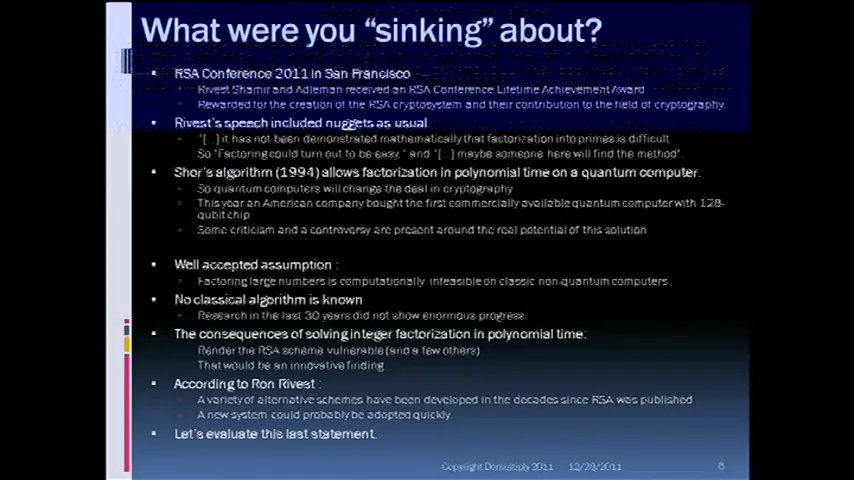 What were you “sinking” about?
RSA Conference 2011 in San Francisco
Rivest Shamir and Adleman received an RSA Conference Lifetime Achievement Award
Rewarded for the creation of the RSA cryptosystem and their contribution to the field of cryptography.
Rivest's speech included nuggets as usual
"[...] it has not been demonstrated mathematically that factorization into primes is difficult
So "Factoring could turn out to be easy," and "[...] maybe someone here will find the method".
Shor's algorithm (1994) allows factorization in polynomial time on a quantum computer.
So quantum computers will change the deal in cryptography
This year an American company bought the first commercially available quantum computer with 128-
qubit chip
Some criticism and a controversy are present around the real potential of this solution
Well accepted assumption :
Factoring large numbers is computationally infeasible on classic non-quantum computers.
No classical algorithm is known
Research in the last 30 years did not show enormous progress.
The consequences of solving integer factorization in polynomial time:
Render the RSA scheme vulnerable (and a few others)
That would be an innovative finding
According to Ron Rivest :
A variety of alternative schemes have been developed in the decades since RSA was published
A new system could probably be adopted quickly.
Let's evaluate this last statement.
Copyright Demultiply 2011 12/28/2011 6